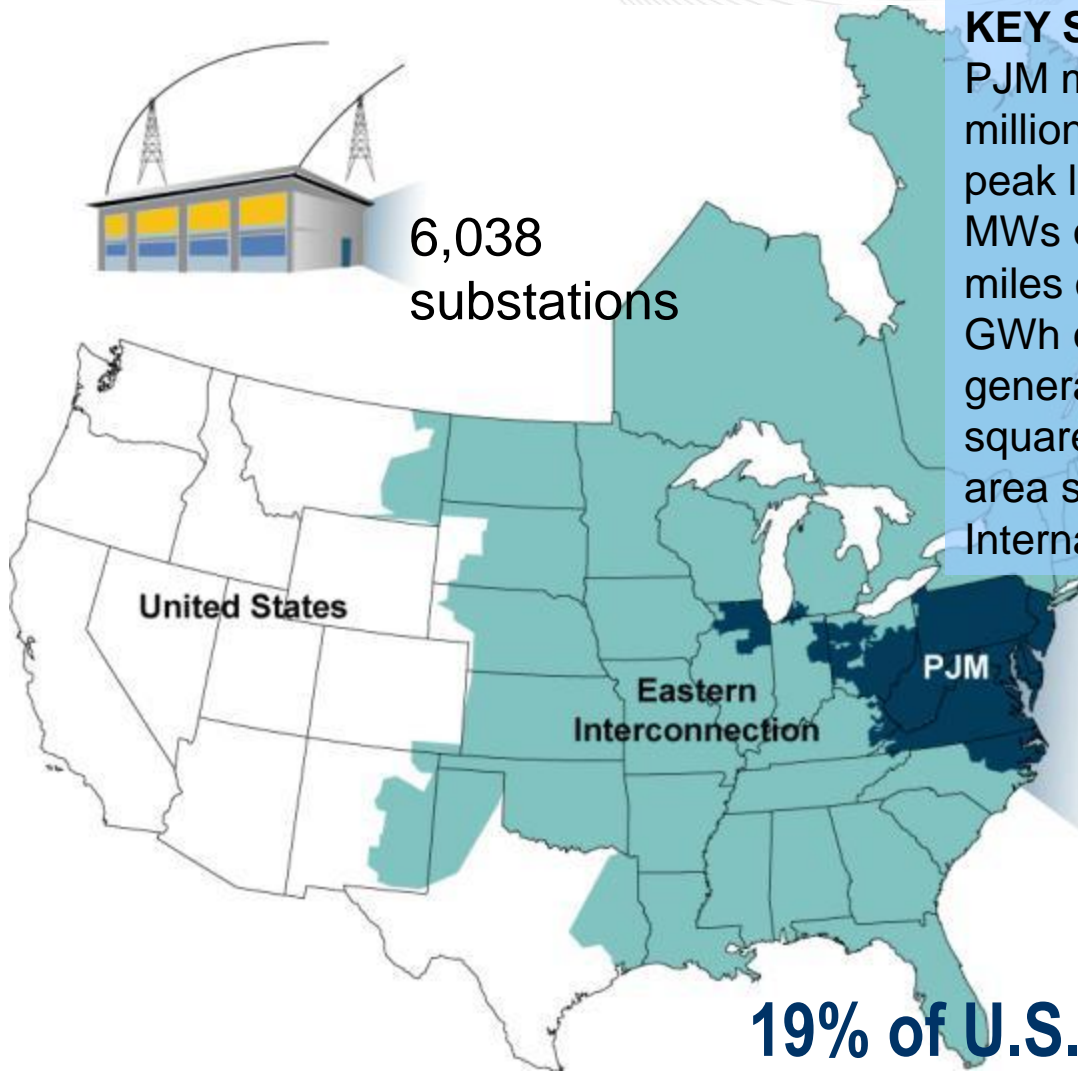 KEY S
PJM m
million
peak l
MWs
miles
GWh
genera
square
area s
Interna
6,038
substations
United States
PJM
Eastern
Interconnection
19% of U.S.